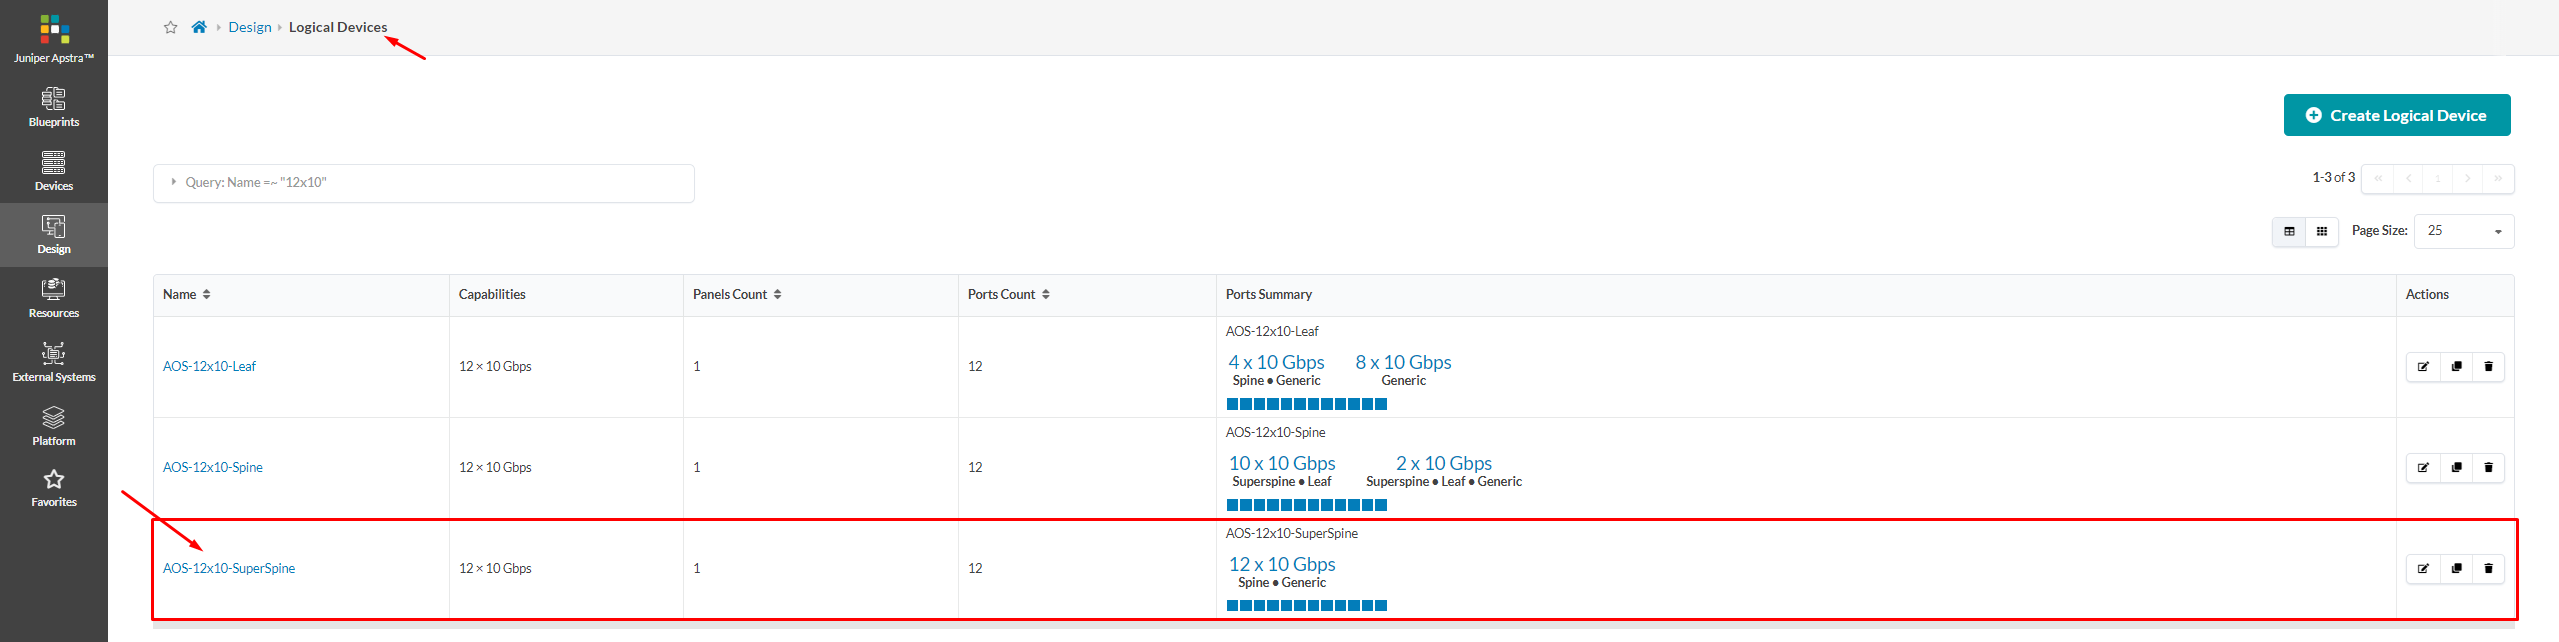 Juniper Apstra™
Blueprints
Devices
Design
Resources
External Systems
Platform
Favorites
Design Logical Devices
Create Logical Device
Query: Name =~ "12x10"
1-3 of 3 « < 1 > »
Page Size: 25
Name Capabilities Panels Count Ports Count Ports Summary Actions
AOS-12x10-Leaf
AOS-12x10-Leaf 12 × 10 Gbps 1 12
4 x 10 Gbps 8 x 10 Gbps
Spine • Generic Generic
AOS-12x10-Spine
AOS-12x10-Spine 12 × 10 Gbps 1 12
10 x 10 Gbps 2 x 10 Gbps
Superspine • Leaf Superspine • Leaf • Generic
AOS-12x10-SuperSpine
AOS-12x10-SuperSpine 12 × 10 Gbps 1 12
12 x 10 Gbps
Spine • Generic